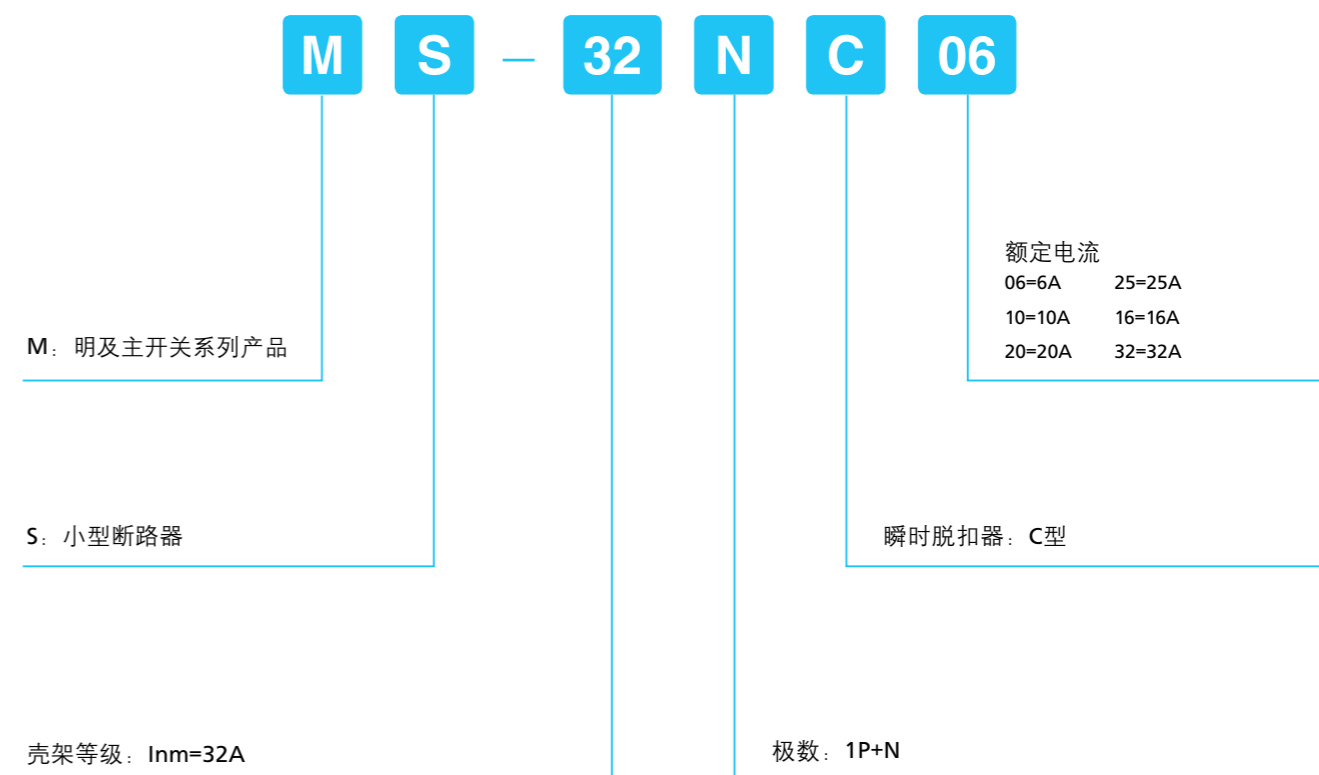 M S — 32 N C 06
额定电流
06=6A 25=25A
10=10A 16=16A
20=20A 32=32A
M：明及主开关系列产品
S：小型断路器
瞬时脱扣器：C型
壳架等级：Inm=32A
极数：1P+N